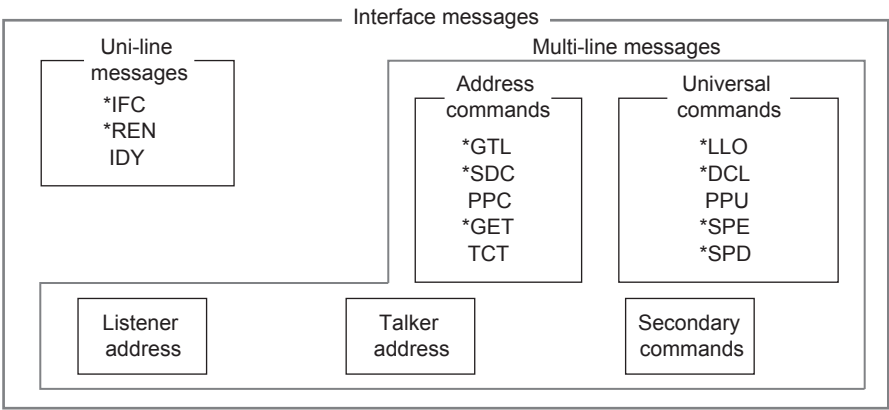 Interface messages
Uni-line
messages
*IFC
*REN
IDY
Multi-line messages
Address
commands
*GTL
*SDC
PPC
*GET
TCT
Universal
commands
*LLO
*DCL
PPU
*SPE
*SPD
Listener
address
Talker
address
Secondary
commands